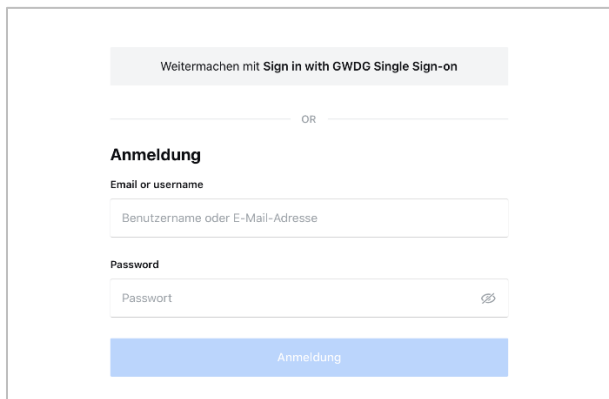 Weitermachen mit Sign in with GWDG Single Sign-on
OR
Anmeldung
Email or username
Benutzername oder E-Mail-Adresse
Password
Passwort
Anmeldung